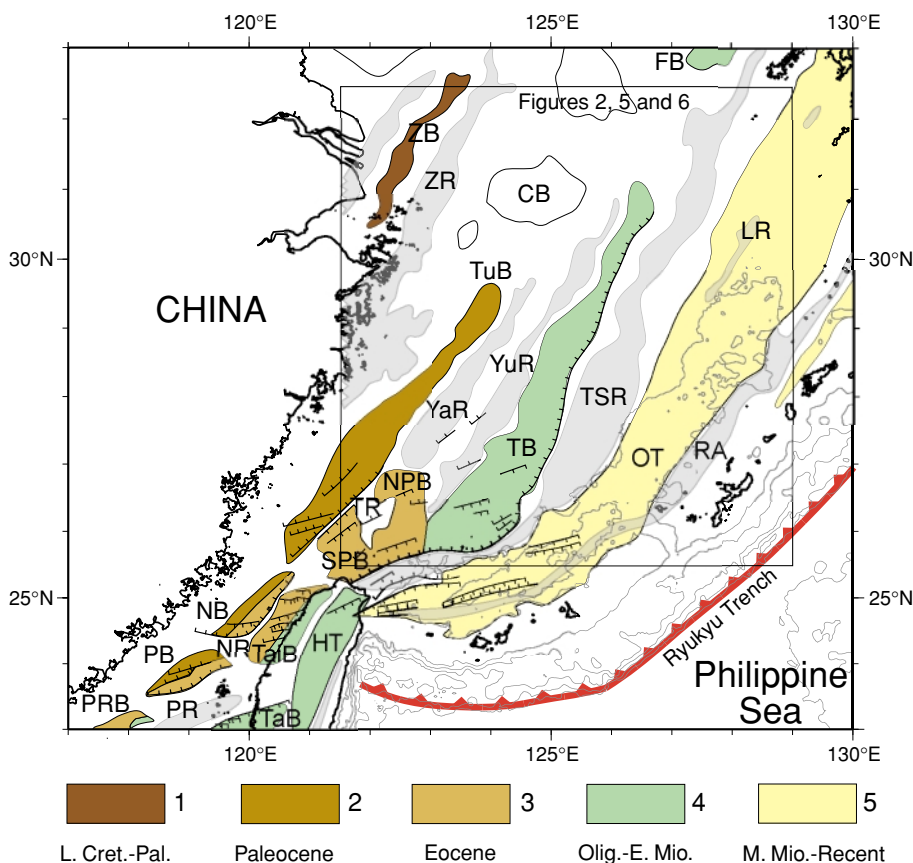 120°E 125°E 130°E
FB
Figures 2, 5 and 6
ZB
ZR
CB
LR
30°N 30°N
TuB
CHINA
YuR
YaR
TSR
TB
OT
RA
NPB
TR
SPB
25°N 25°N
NB
NR
TaiB
HT
PB
Ryukyu Trench
Philippine
Sea
PRB
PR
TaB
120°E 125°E 130°E
1 2 3 4 5
L. Cret.-Pal. Paleocene Eocene Olig.-E. Mio. M. Mio.-Recent